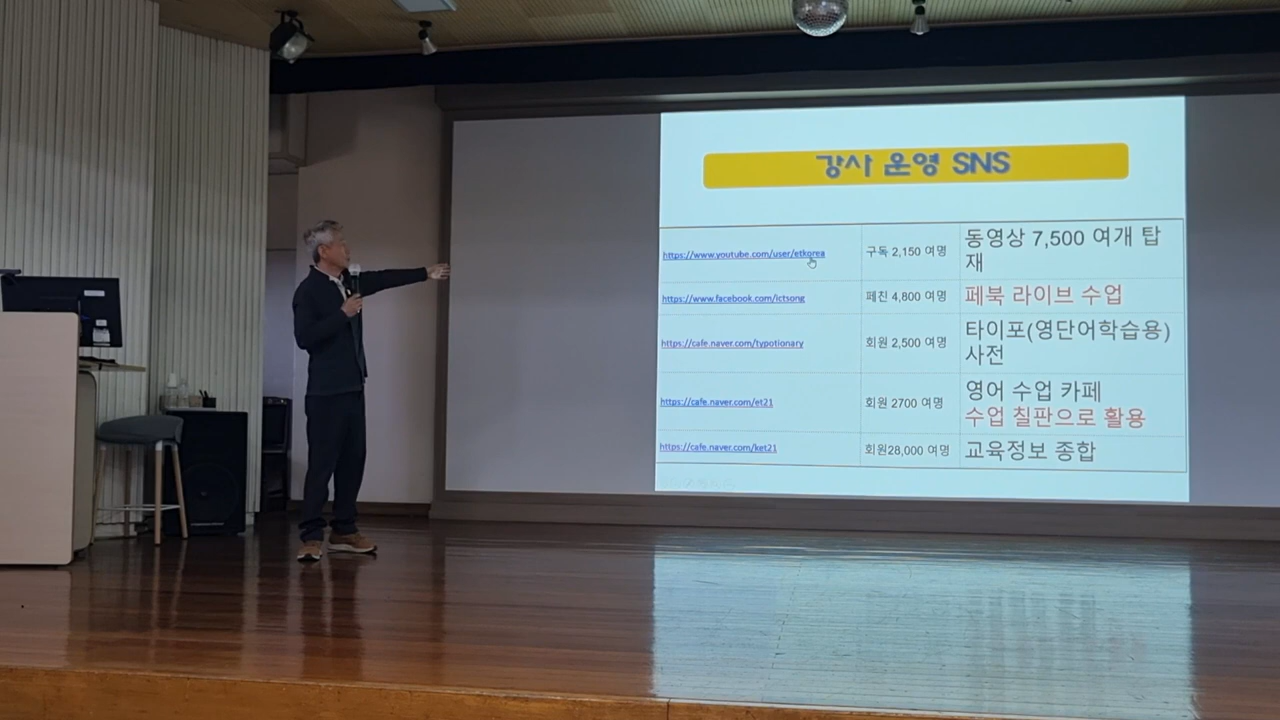 강사 운영 SNS
https://www.youtube.com/user/etkorea
구독 2,150 여명
동영상 7,500 여개 탑
재
https://www.facebook.com/ictsong
페친 4,800 여명
페북 라이브 수업
https://cafe.naver.com/typotionary
회원 2,500 여명
타이포(영단어학습용)
사전
https://cafe.naver.com/et21
회원 2700 여명
영어 수업 카페
수업 칠판으로 활용
https://cafe.naver.com/ket21
회원28,000 여명
교육정보 종합